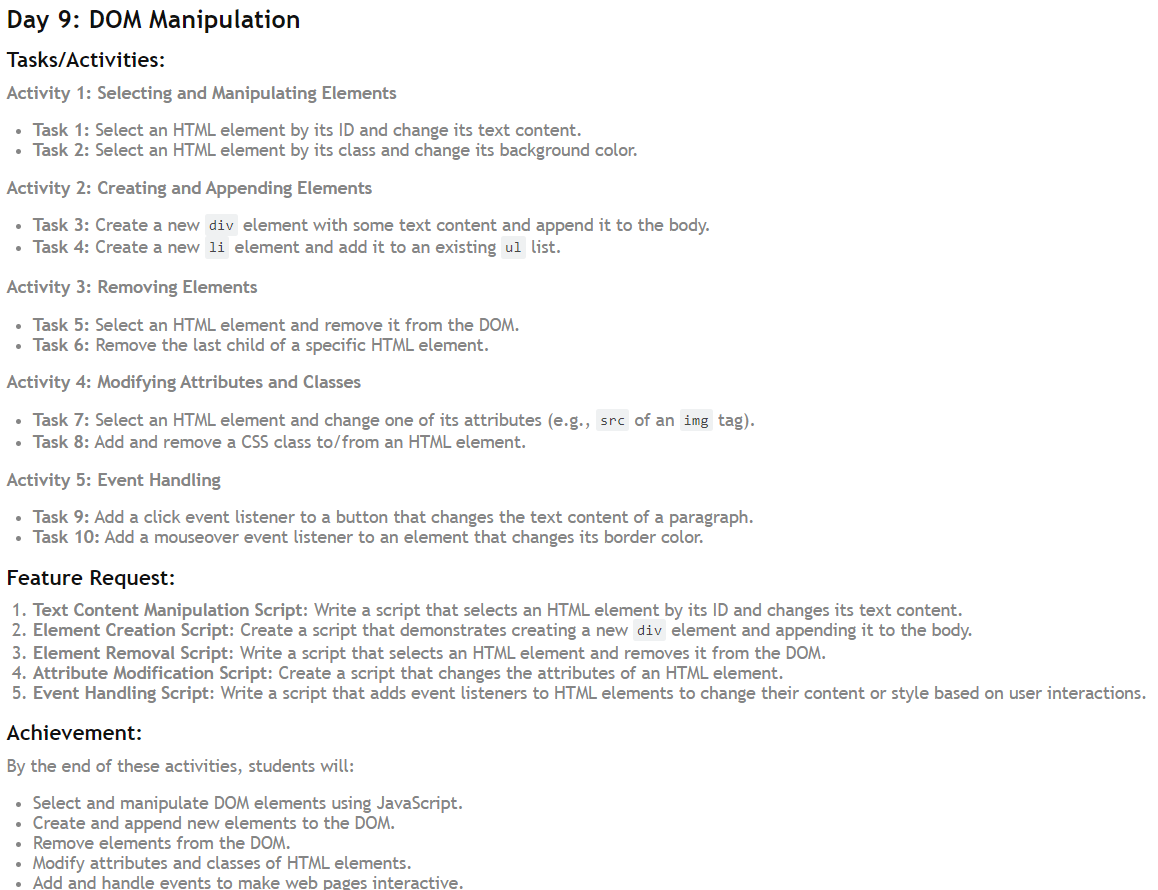 Day 9: DOM Manipulation
Tasks/Activities:
Activity 1: Selecting and Manipulating Elements
• Task 1: Select an HTML element by its ID and change its text content.
• Task 2: Select an HTML element by its class and change its background color.
Activity 2: Creating and Appending Elements
• Task 3: Create a new div element with some text content and append it to the body.
• Task 4: Create a new li element and add it to an existing ul list.
Activity 3: Removing Elements
• Task 5: Select an HTML element and remove it from the DOM.
• Task 6: Remove the last child of a specific HTML element.
Activity 4: Modifying Attributes and Classes
• Task 7: Select an HTML element and change one of its attributes (e.g., src of an img tag).
• Task 8: Add and remove a CSS class to/from an HTML element.
Activity 5: Event Handling
• Task 9: Add a click event listener to a button that changes the text content of a paragraph.
• Task 10: Add a mouseover event listener to an element that changes its border color.
Feature Request:
1. Text Content Manipulation Script: Write a script that selects an HTML element by its ID and changes its text content.
2. Element Creation Script: Create a script that demonstrates creating a new div element and appending it to the body.
3. Element Removal Script: Write a script that selects an HTML element and removes it from the DOM.
4. Attribute Modification Script: Create a script that changes the attributes of an HTML element.
5. Event Handling Script: Write a script that adds event listeners to HTML elements to change their content or style based on user interactions.
Achievement:
By the end of these activities, students will:
• Select and manipulate DOM elements using JavaScript.
• Create and append new elements to the DOM.
• Remove elements from the DOM.
• Modify attributes and classes of HTML elements.
• Add and handle events to make web pages interactive.